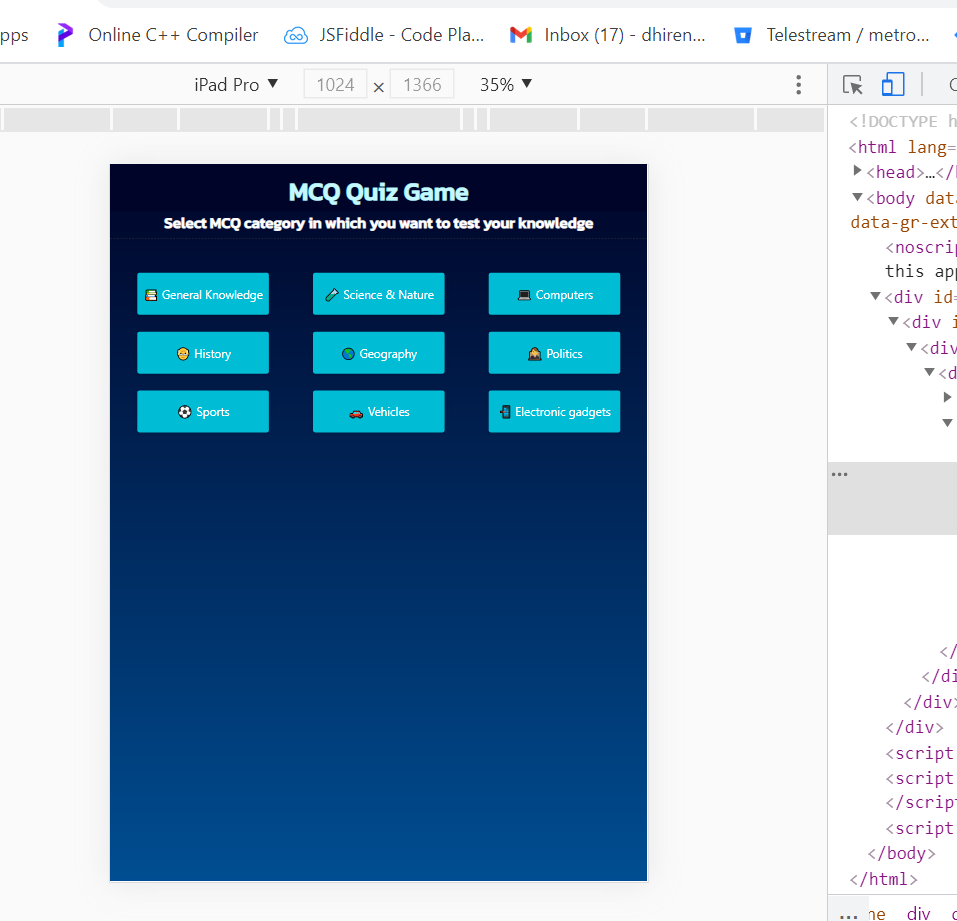 pps Online C++ Compiler JSFiddle - Code Pla... Inbox (17) - dhiren... Telestream / metro...
iPad Pro ▼ 1024 × 1366 35% ▼
<!DOCTYPE h
<html lang=
▶<head>…</h
▼<body dat
data-gr-ext
<noscrip
this app
▼<div id=
▼<div i
▼<div
▼<d
▶
▼
MCQ Quiz Game
Select MCQ category in which you want to test your knowledge
📚 General Knowledge 🧪 Science & Nature 💻 Computers
History 🌍 Geography Politics
⚽ Sports 🚗 Vehicles 📲 Electronic gadgets
...
</
</di
</div>
</div>
<script
<script
</script
<script
</body>
</html>
... me div